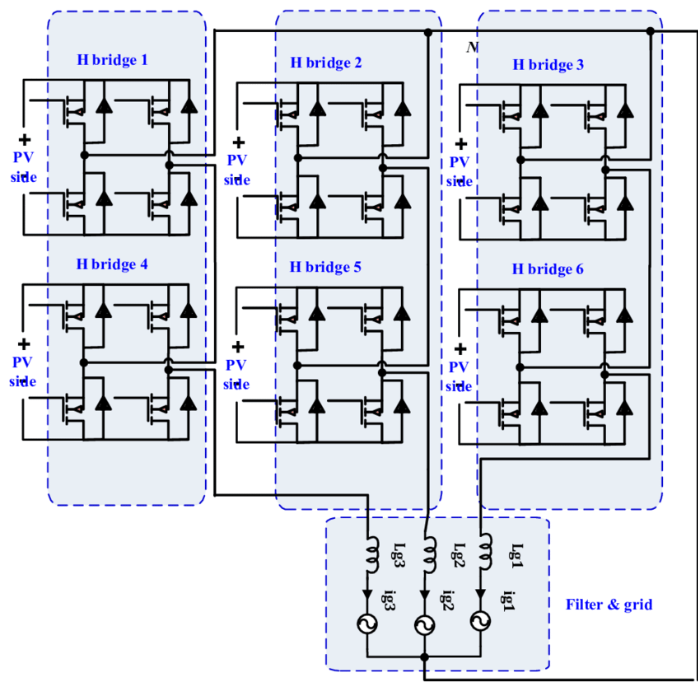 N
H bridge 1
H bridge 2
H bridge 3
+
PV
side
-
+
PV
side
-
+
PV
side
-
H bridge 4
H bridge 5
H bridge 6
+
PV
side
-
+
PV
side
-
+
PV
side
-
Lg3
Lg2
Lg1
ig3
ig2
ig1
Filter & grid